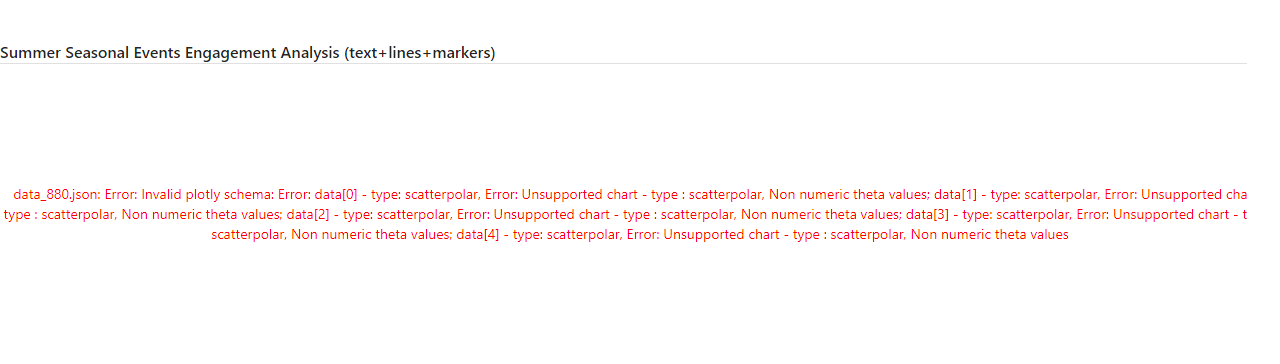 Summer Seasonal Events Engagement Analysis (text+lines+markers)
data_880.json: Error: Invalid plotly schema: Error: data[0] - type: scatterpolar, Error: Unsupported chart - type : scatterpolar, Non numeric theta values; data[1] - type: scatterpolar, Error: Unsupported cha
type : scatterpolar, Non numeric theta values; data[2] - type: scatterpolar, Error: Unsupported chart - type : scatterpolar, Non numeric theta values; data[3] - type: scatterpolar, Error: Unsupported chart - t
scatterpolar, Non numeric theta values; data[4] - type: scatterpolar, Error: Unsupported chart - type : scatterpolar, Non numeric theta values